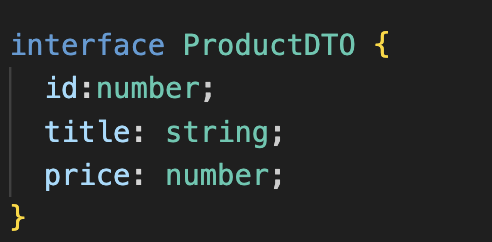 interface ProductDTO {
  id:number;
  title: string;
  price: number;
}